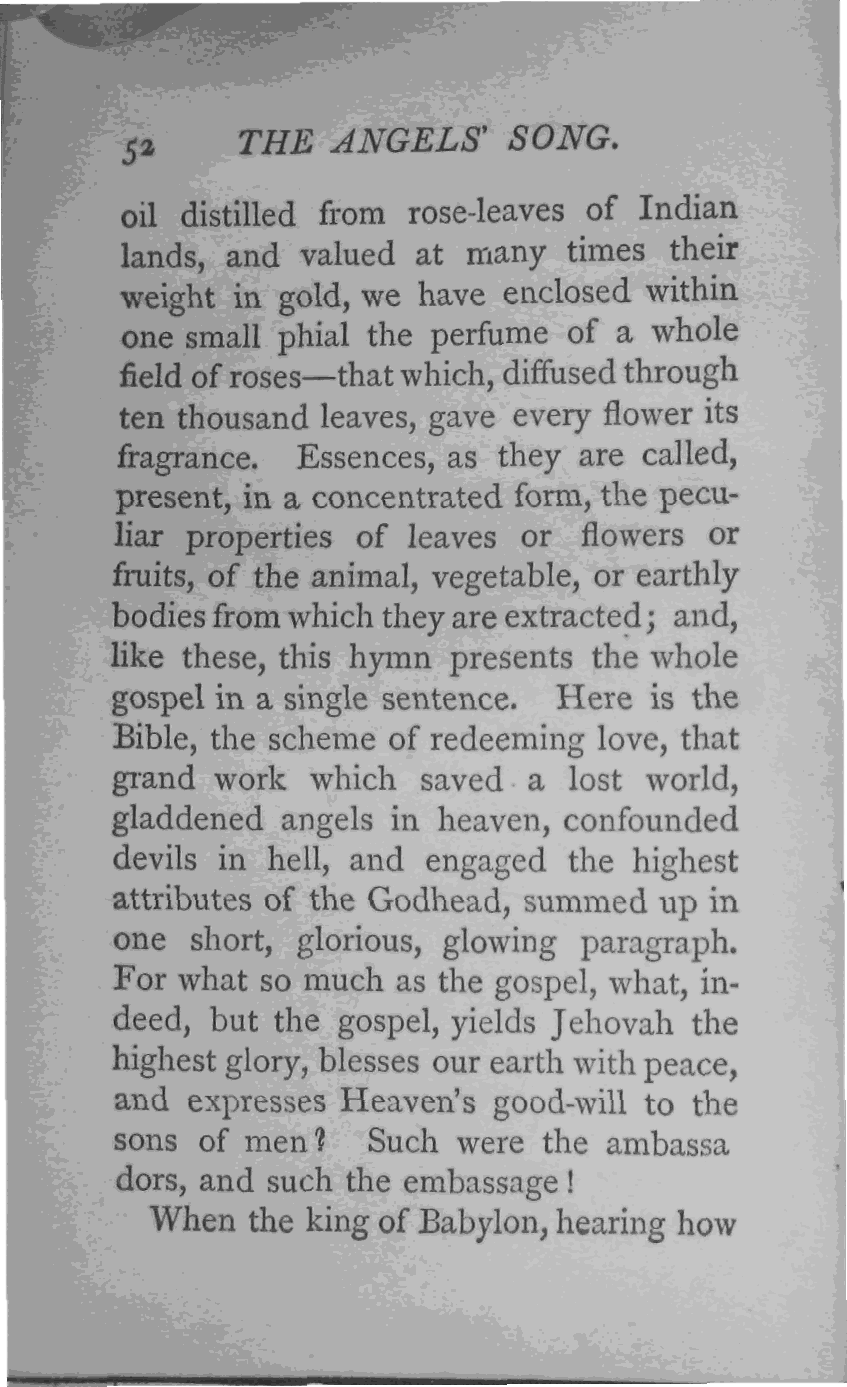 52 THE ANGELS' SONG.
oil distilled from rose-leaves of Indian
lands, and valued at many times their
weight in gold, we have enclosed within
one small phial the perfume of a whole
field of roses—that which, diffused through
ten thousand leaves, gave every flower its
fragrance. Essences, as they are called,
present, in a concentrated form, the pecu-
liar properties of leaves or flowers or
fruits, of the animal, vegetable, or earthly
bodies from which they are extracted; and,
like these, this hymn presents the whole
gospel in a single sentence. Here is the
Bible, the scheme of redeeming love, that
grand work which saved a lost world,
gladdened angels in heaven, confounded
devils in hell, and engaged the highest
attributes of the Godhead, summed up in
one short, glorious, glowing paragraph.
For what so much as the gospel, what, in-
deed, but the gospel, yields Jehovah the
highest glory, blesses our earth with peace,
and expresses Heaven's good-will to the
sons of men? Such were the ambassa
dors, and such the embassage!
When the king of Babylon, hearing how